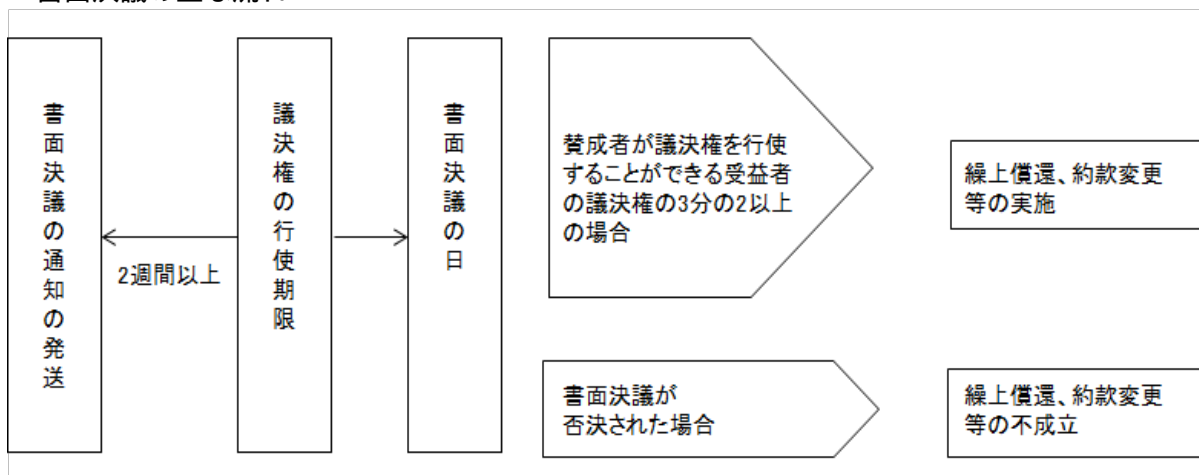 書面決議の通知の発送
2週間以上
議決権の行使期限
書面決議の日
賛成者が議決権を行使
することができる受益者
の議決権の3分の2以上
の場合
繰上償還、約款変更
等の実施
書面決議が
否決された場合
繰上償還、約款変更
等の不成立